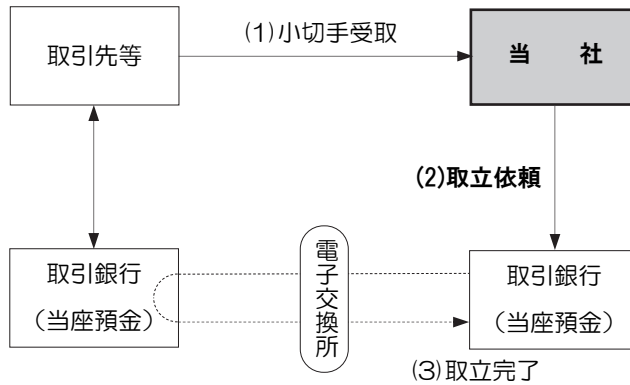 取引先等
(1)小切手受取
当　社
(2)取立依頼
取引銀行
(当座預金)
電子交換所
取引銀行
(当座預金)
(3)取立完了